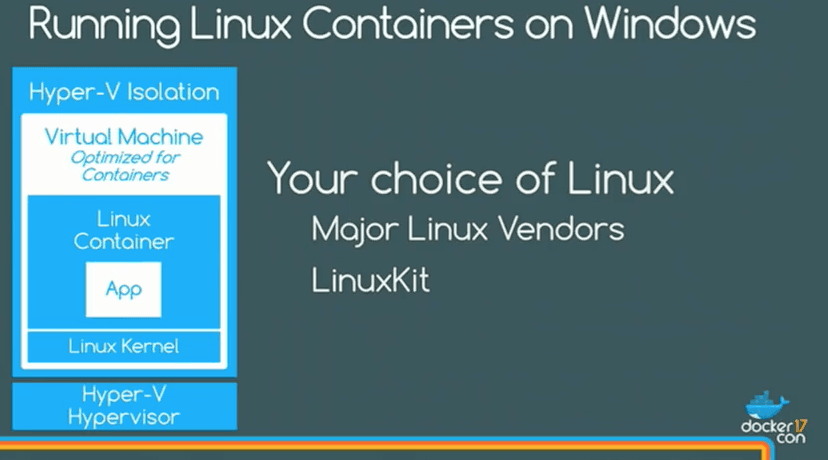 Running Linux Containers on Windows
Hyper-V Isolation
Virtual Machine
Optimized for
Containers
Linux
Container
App
Linux Kernel
Hyper-V
Hypervisor
Your choice of Linux
Major Linux Vendors
LinuxKit
docker 17
con